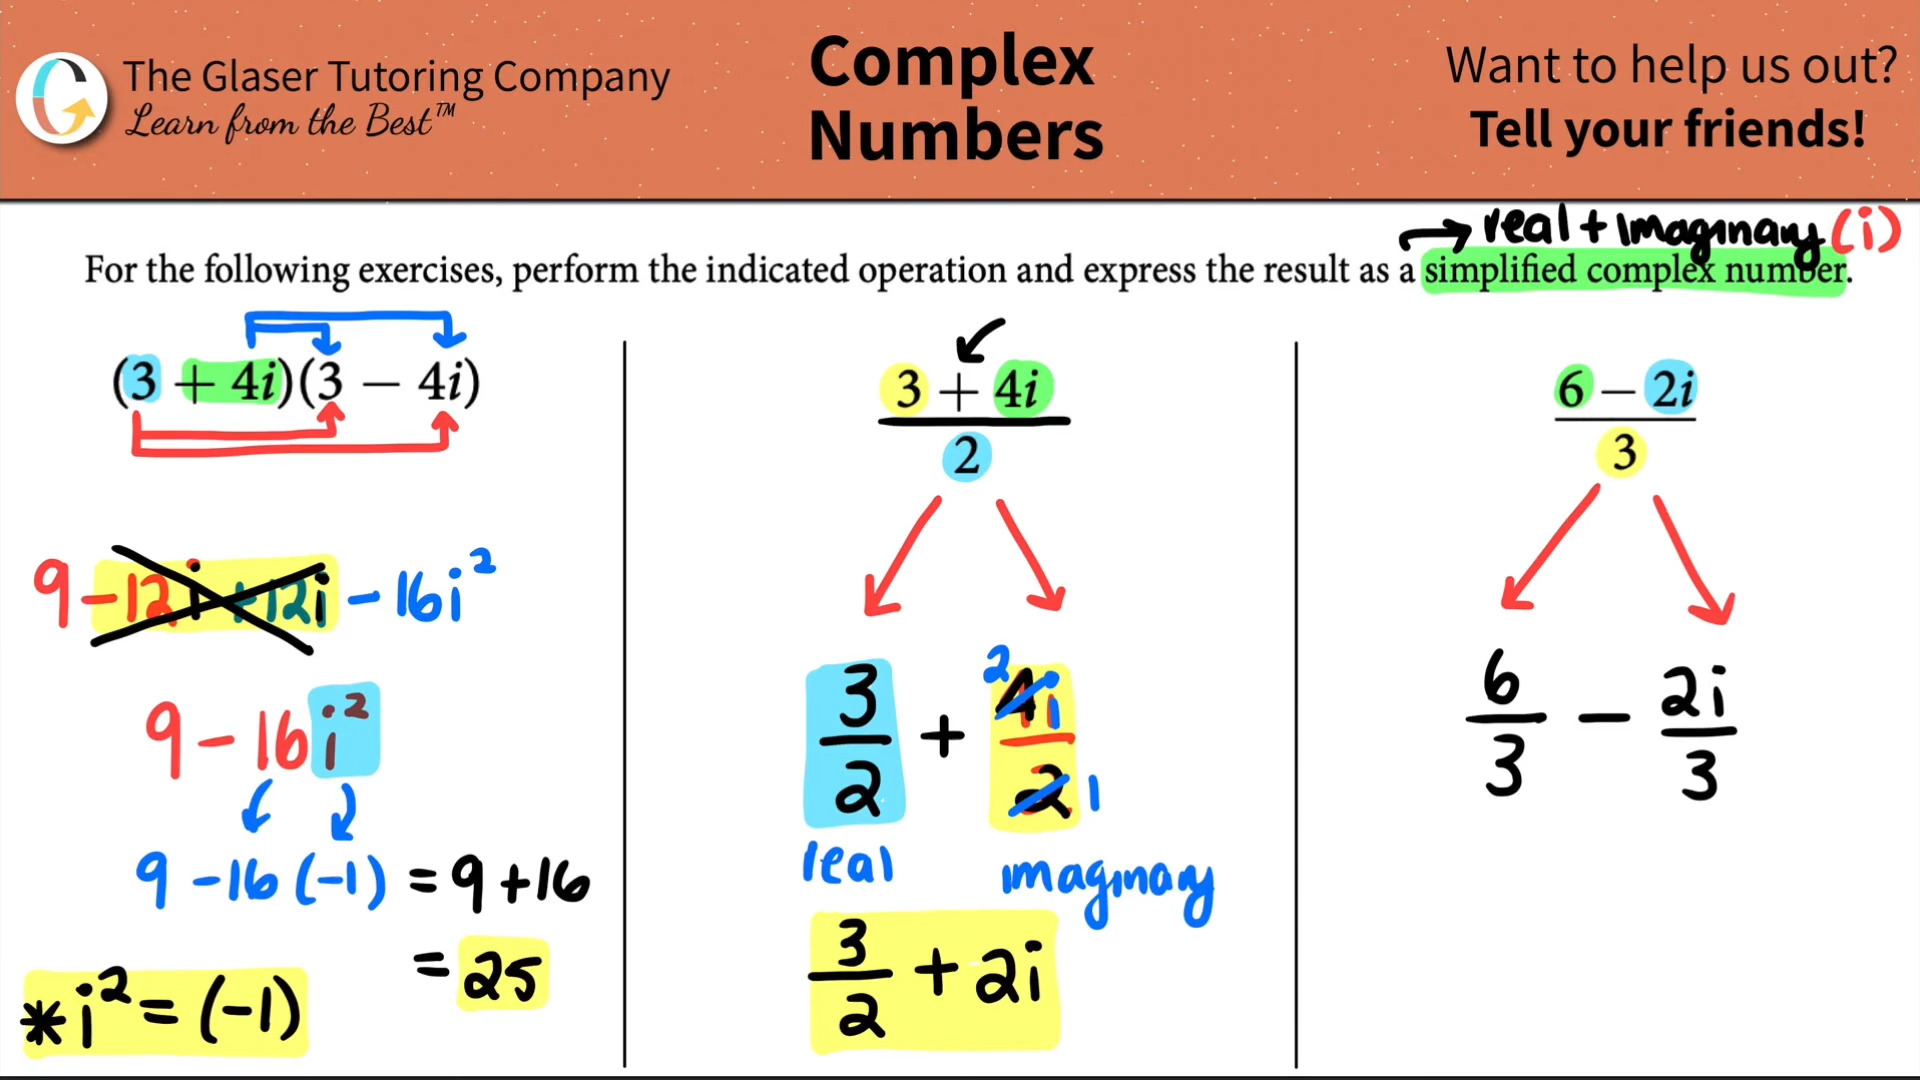 The Glaser Tutoring Company
Learn from the Best™
Complex
Numbers
Want to help us out?
Tell your friends!
real + Imaginary (i)
For the following exercises, perform the indicated operation and express the result as a simplified complex number.
(3 + 4i)(3 − 4i)
9 - 12i + 12i - 16i²
9 - 16i²
9 - 16 (-1) = 9 + 16
= 25
* i² = (-1)
3 + 4i
2
3/2 + 4i/2
2
1
real
imaginary
3/2 + 2i
6 − 2i
3
6/3 - 2i/3